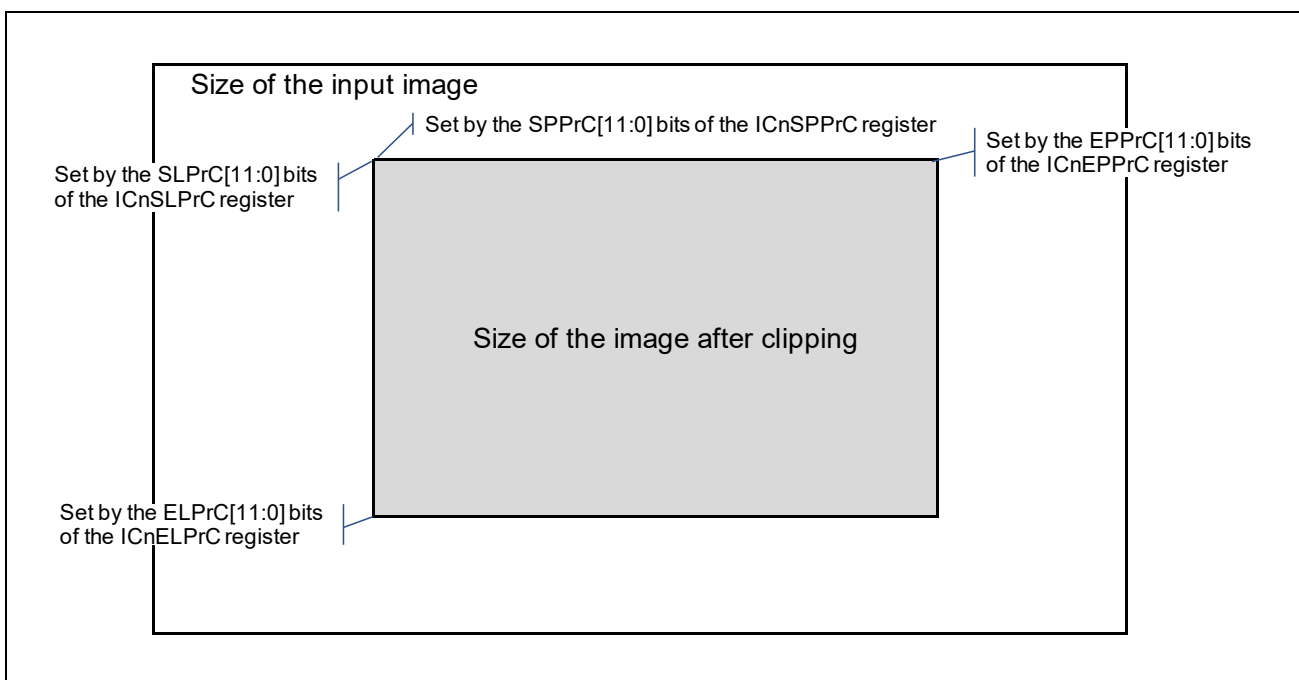 Size of the input image
Set by the SPPrC[11:0] bits of the ICnSPPrC register
Set by the EPPrC[11:0] bits
of the ICnEPPrC register
Set by the SLPrC[11:0] bits
of the ICnSLPrC register
Size of the image after clipping
Set by the ELPrC[11:0] bits
of the ICnELPrC register